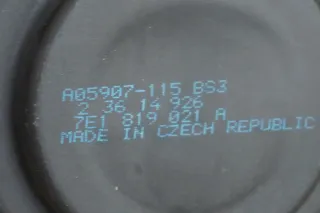 A05907-115 BS3
2 36 14 926
7E1 819 021 A
MADE IN CZECH REPUBLIC